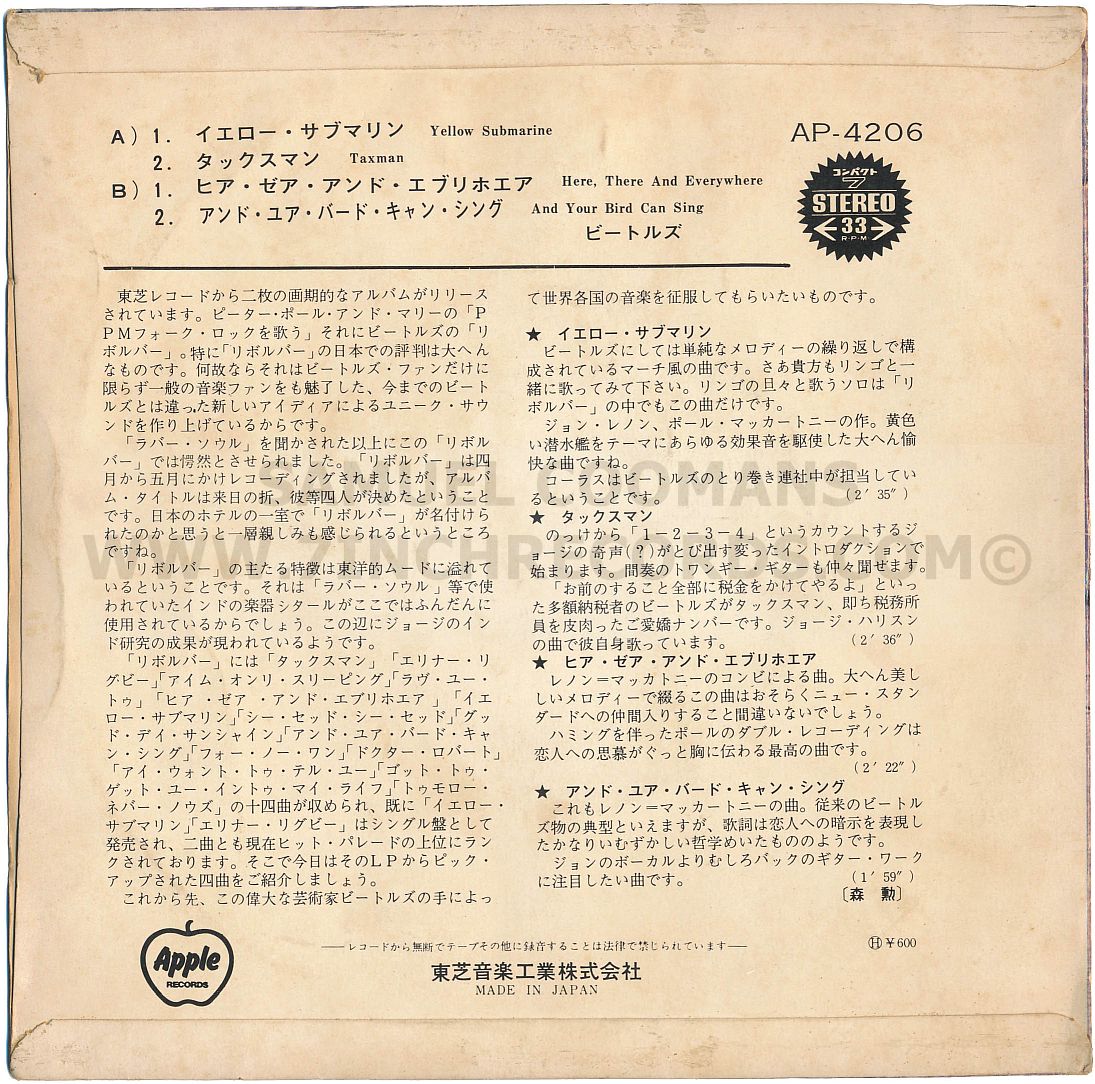 A) 1. イエロー・サブマリン Yellow Submarine
2. タックスマン Taxman
B) 1. ヒア・ゼア・アンド・エブリホエア Here, There And Everywhere
2. アンド・ユア・バード・キャン・シング And Your Bird Can Sing
ビートルズ
AP-4206
コンパクト
7
STEREO
33
R·P·M
東芝レコードから二枚の画期的なアルバムがリリース
されています。ピーター・ポール・アンド・マリーの「P
PMフォーク・ロックを歌う」それにビートルズの「リ
ボルバー」。特に「リボルバー」の日本での評判は大へん
なものです。何故ならそれはビートルズ・ファンだけに
限らず一般の音楽ファンをも魅了した、今までのビート
ルズとは違った新しいアイディアによるユニーク・サウ
ンドを作り上げているからです。
「ラバー・ソウル」を聞かされた以上にこの「リボル
バー」では愕然とさせられました。「リボルバー」は四
月から五月にかけレコーディングされましたが、アルバ
ム・タイトルは来日の折、彼等四人が決めたということ
です。日本のホテルの一室で「リボルバー」が名付けら
れたのかと思うと一層親しみも感じられるというところ
ですね。
「リボルバー」の主たる特徴は東洋的ムードに溢れて
いるということです。それは「ラバー・ソウル」等で使
われていたインドの楽器シタールがここではふんだんに
使用されているからでしょう。この辺にジョージのイン
ド研究の成果が現われているようです。
「リボルバー」には「タックスマン」「エリナー・リ
グビー」「アイム・オンリ・スリーピング」「ラヴ・ユー・
トゥ」「ヒア・ゼア・アンド・エブリホエア」「イエ
ロー・サブマリン」「シー・セッド・シー・セッド」「グッ
ド・デイ・サンシャイン」「アンド・ユア・バード・キャ
ン・シング」「フォー・ノー・ワン」「ドクター・ロバート」
「アイ・ウォント・トゥ・テル・ユー」「ゴット・トゥ・
ゲット・ユー・イントゥ・マイ・ライフ」「トゥモロー・
ネバー・ノウズ」の十四曲が収められ、既に「イエロー・
サブマリン」「エリナー・リグビー」はシングル盤として
発売され、二曲とも現在ヒット・パレードの上位にラン
クされております。そこで今日はそのLPからピック・
アップされた四曲をご紹介しましょう。
これから先、この偉大な芸術家ビートルズの手によっ
て世界各国の音楽を征服してもらいたいものです。
★ イエロー・サブマリン
ビートルズにしては単純なメロディーの繰り返しで構
成されているマーチ風の曲です。さあ貴方もリンゴと一
緒に歌ってみて下さい。リンゴの旦々と歌うソロは「リ
ボルバー」の中でもこの曲だけです。
ジョン・レノン、ポール・マッカートニーの作。黄色
い潜水艦をテーマにあらゆる効果音を駆使した大へん愉
快な曲ですね。
コーラスはビートルズのとり巻き連社中が担当してい
るということです。 (2′35″)
★ タックスマン
のっけから「1－2－3－4」というカウントするジ
ョージの奇声(？)がとび出す変ったイントロダクションで
始まります。間奏のトワンギー・ギターも仲々聞せます。
「お前のすること全部に税金をかけてやるよ」といっ
た多額納税者のビートルズがタックスマン、即ち税務所
員を皮肉ったご愛嬌ナンバーです。ジョージ・ハリスン
の曲で彼自身歌っています。 (2′36″)
★ ヒア・ゼア・アンド・エブリホエア
レノン＝マッカトニーのコンビによる曲。大へん美し
いメロディーで綴るこの曲はおそらくニュー・スタン
ダードへの仲間入りすること間違いないでしょう。
ハミングを伴ったポールのダブル・レコーディングは
恋人への思慕がぐっと胸に伝わる最高の曲です。
(2′22″)
★ アンド・ユア・バード・キャン・シング
これもレノン＝マッカートニーの曲。従来のビートル
ズ物の典型といえますが、歌詞は恋人への暗示を表現し
たかなりいむずかしい哲学めいたもののようです。
ジョンのボーカルよりむしろバックのギター・ワーク
に注目したい曲です。 (1′59″)
〔森 勲〕
Apple
RECORDS
――レコードから無断でテープその他に録音することは法律で禁じられています――
Ⓗ ¥600
東芝音楽工業株式会社
MADE IN JAPAN